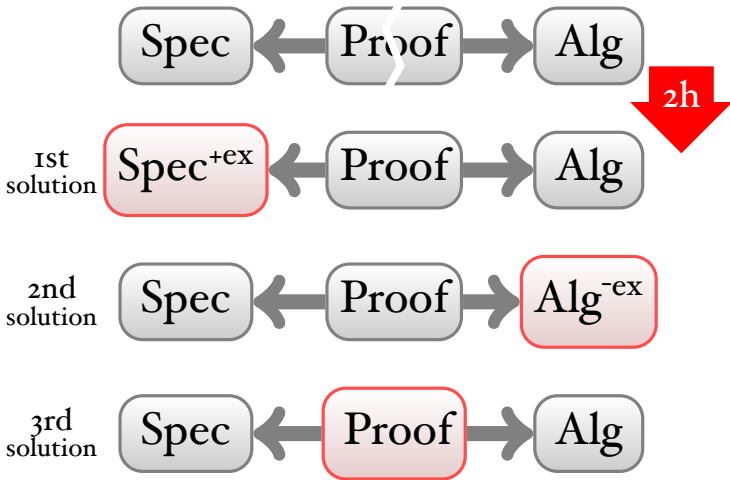 Spec Proof Alg
2h
1st
solution
Spec+ex Proof Alg
2nd
solution
Spec Proof Alg-ex
3rd
solution
Spec Proof Alg